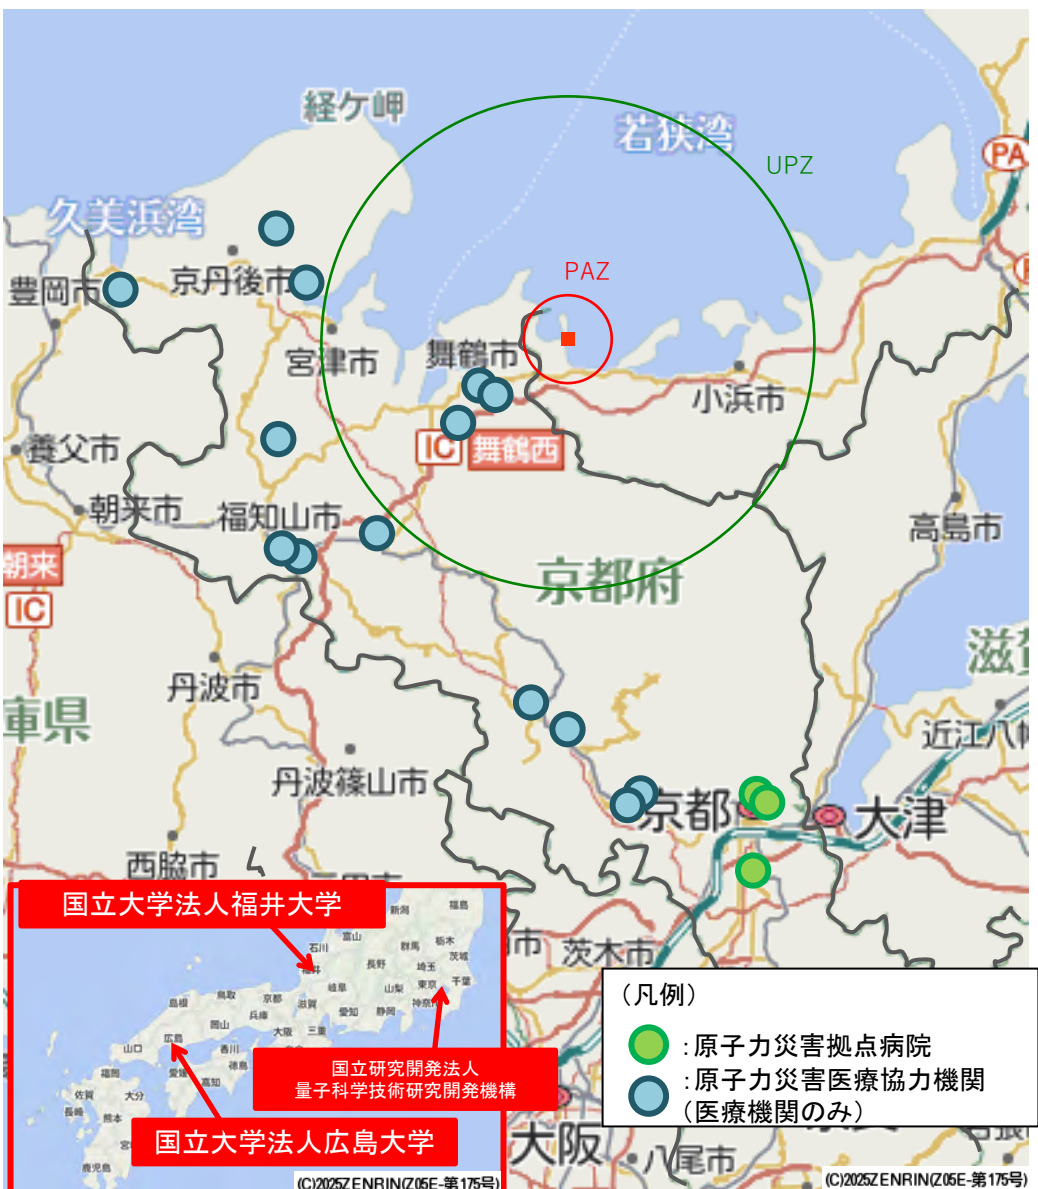 経ケ岬
若狭湾
UPZ
PA
久美浜湾
PAZ
京丹後市
豊岡市
宮津市
舞鶴市
小浜市
養父市
IC
舞鶴西
朝来市
福知山市
高島市
朝来
IC
京都府
滋賀
丹波市
庫県
近江八幡
丹波篠山市
京都
大津
西脇市
茨木市
国立大学法人福井大学
新潟
福島
富山
石川
群馬
栃木
茨城
長野
埼玉
福井
岐阜
山梨
東京
千葉
鳥取
京都
滋賀
島根
兵庫
愛知
静岡
神奈川
岡山
大阪
三重
広島
山口
香川
福岡
愛媛
徳島
高知
佐賀
大分
長崎
熊本
鹿児島
国立研究開発法人
量子科学技術研究開発機構
国立大学法人広島大学
(C)2025ZENRIN(Z05E-第175号)
(凡例)
:原子力災害拠点病院
:原子力災害医療協力機関
(医療機関のみ)
大阪
八尾市
(C)2025ZENRIN(Z05E-第175号)